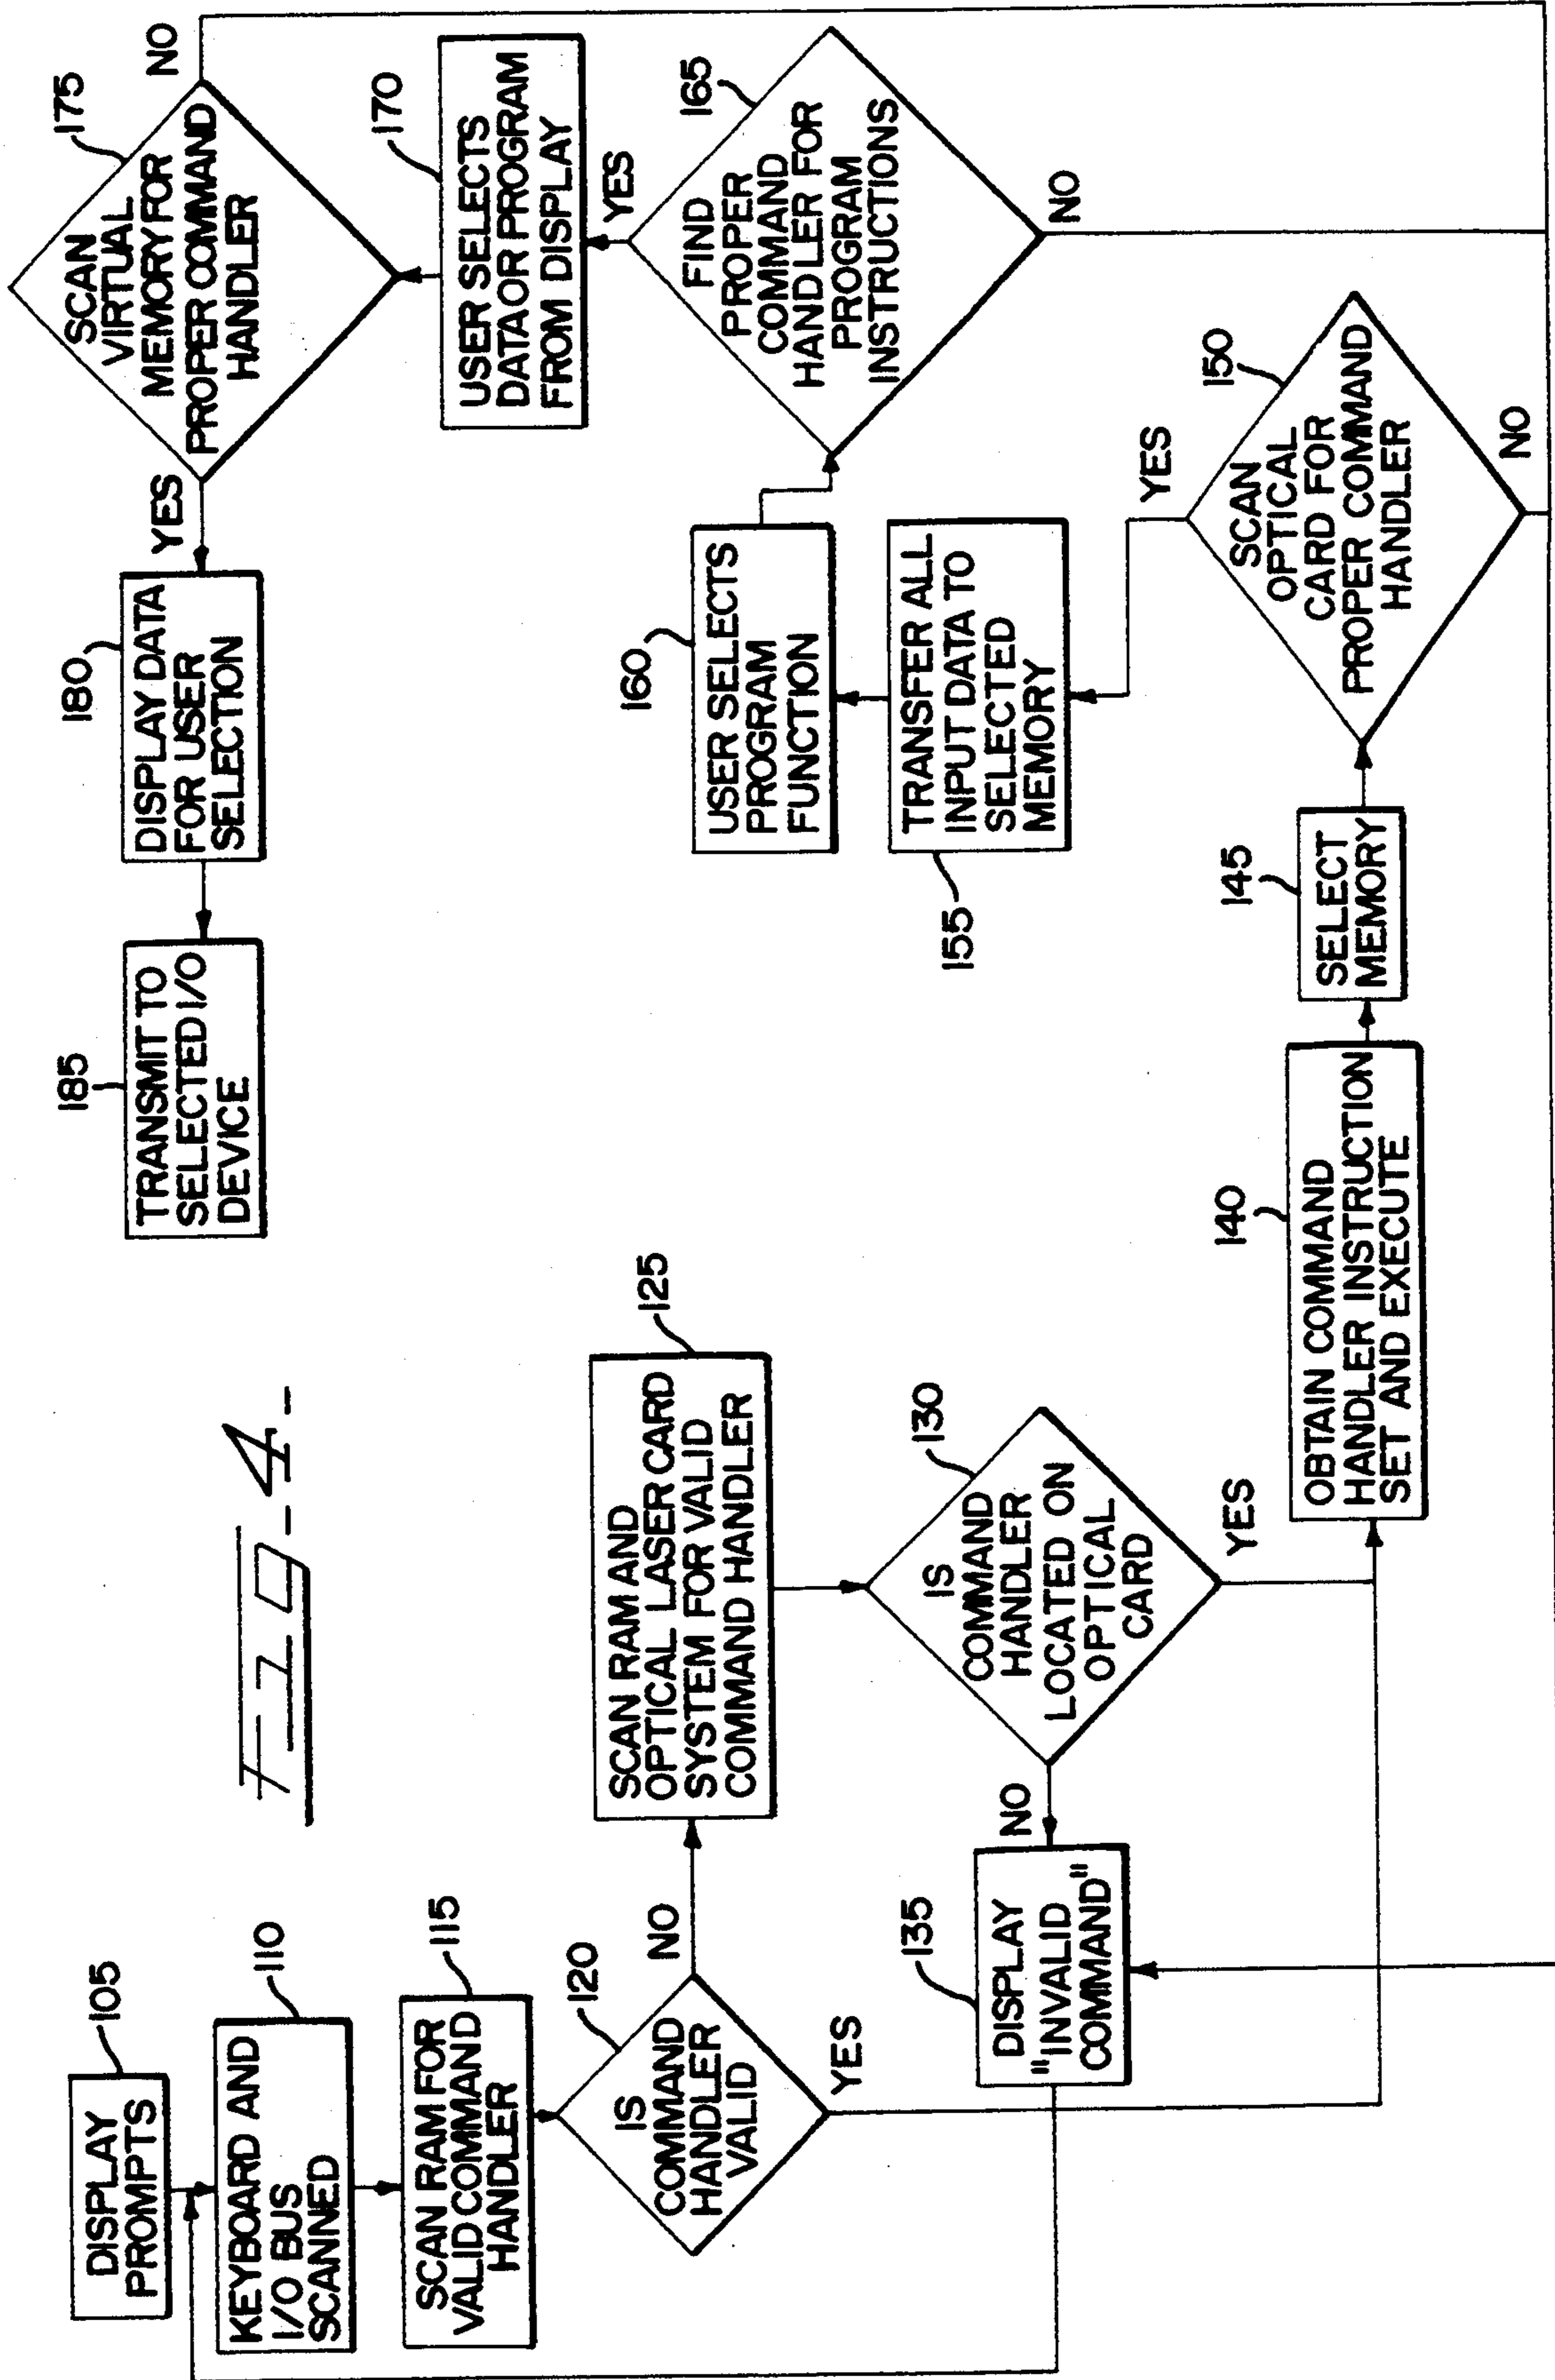 FIG-4-
105
DISPLAY
PROMPTS
110
KEYBOARD AND
I/O BUS
SCANNED
115
SCAN RAM FOR
VALID COMMAND
HANDLER
120
IS
COMMAND
HANDLER
VALID
NO
YES
125
SCAN RAM AND
OPTICAL LASER CARD
SYSTEM FOR VALID
COMMAND HANDLER
130
IS
COMMAND
HANDLER
LOCATED ON
OPTICAL
CARD
NO
YES
135
DISPLAY
"INVALID
COMMAND"
140
OBTAIN COMMAND
HANDLER INSTRUCTION
SET AND EXECUTE
145
SELECT
MEMORY
150
SCAN
OPTICAL
CARD FOR
PROPER COMMAND
HANDLER
YES
NO
155
TRANSFER ALL
INPUT DATA TO
SELECTED
MEMORY
160
USER SELECTS
PROGRAM
FUNCTION
165
FIND
PROPER
COMMAND
HANDLER FOR
PROGRAM
INSTRUCTIONS
YES
NO
170
USER SELECTS
DATA OR PROGRAM
FROM DISPLAY
175
SCAN
VIRTUAL
MEMORY FOR
PROPER COMMAND
HANDLER
NO
YES
180
DISPLAY DATA
FOR USER
SELECTION
185
TRANSMIT TO
SELECTED I/O
DEVICE